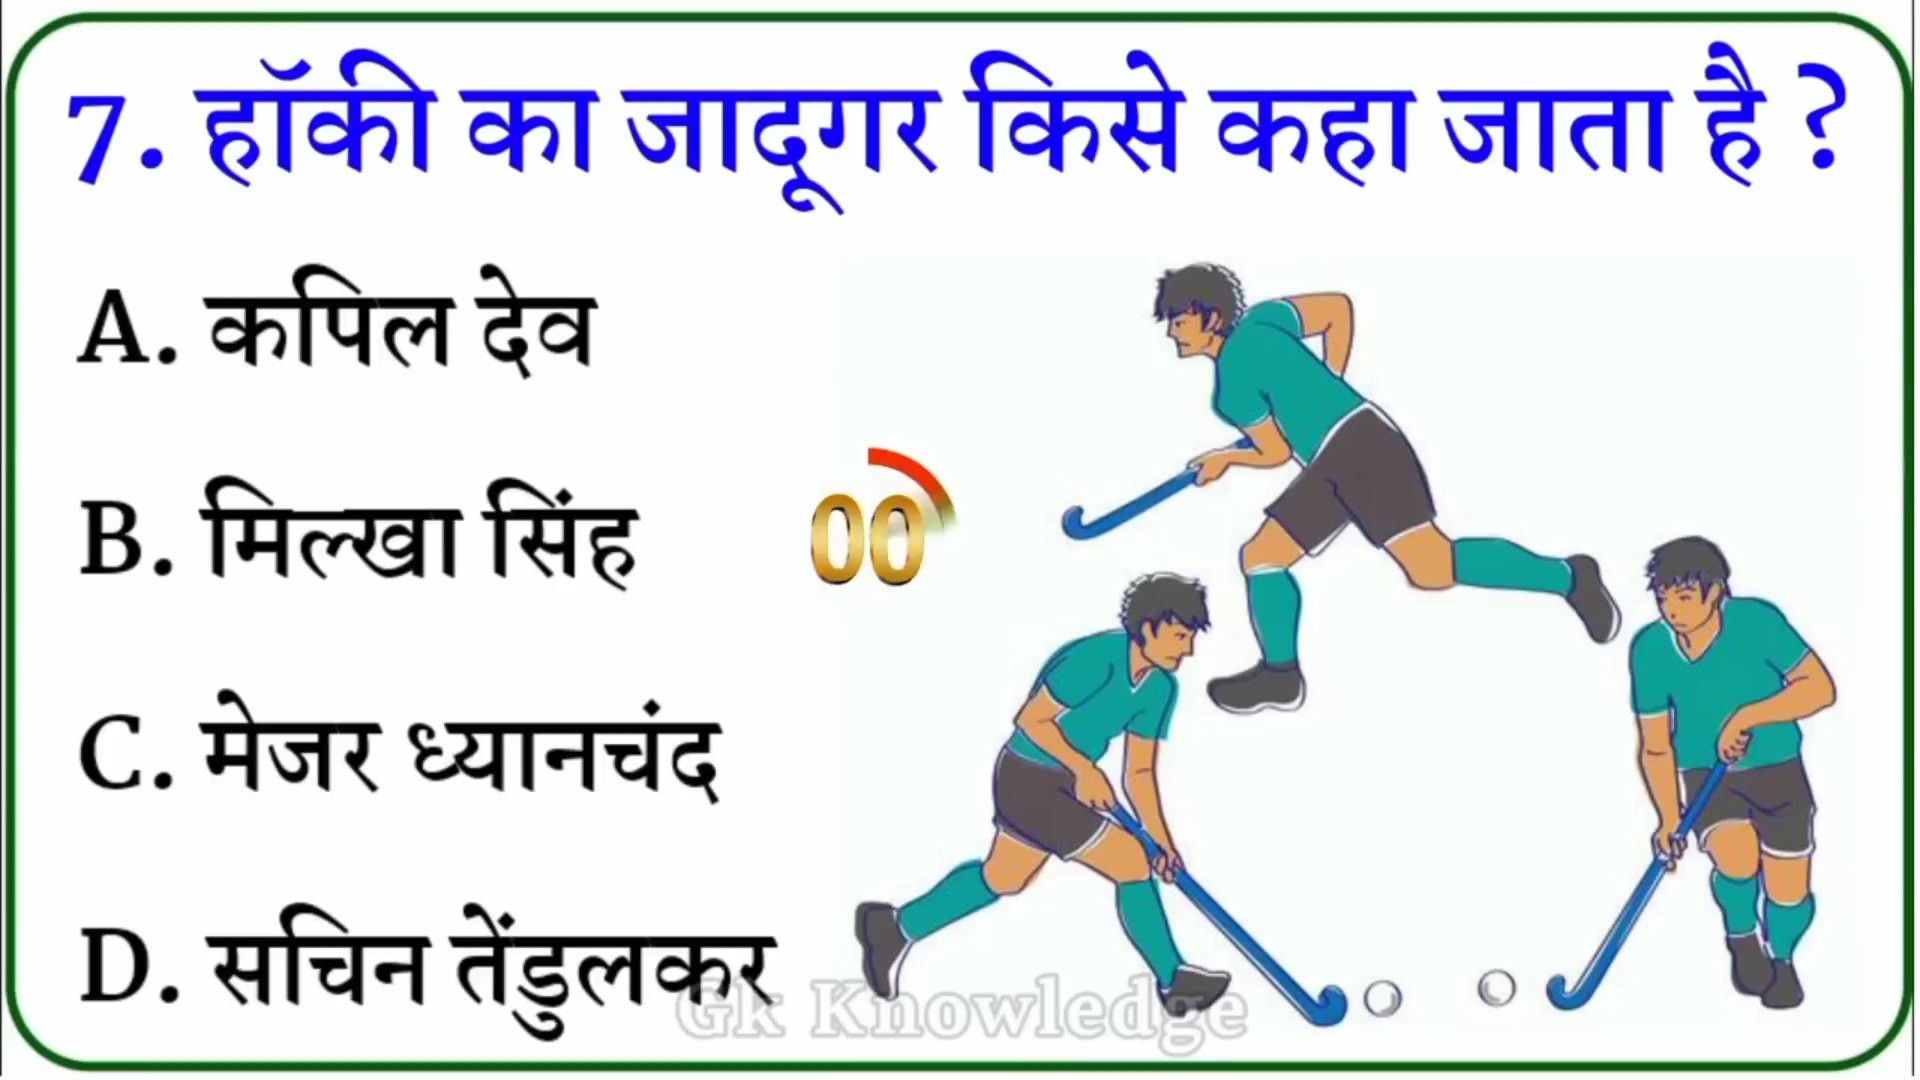 7. हॉकी का जादूगर किसे कहा जाता है ?
A. कपिल देव
B. मिल्खा सिंह
00
C. मेजर ध्यानचंद
D. सचिन तेंडुलकर
Gk Knowledge